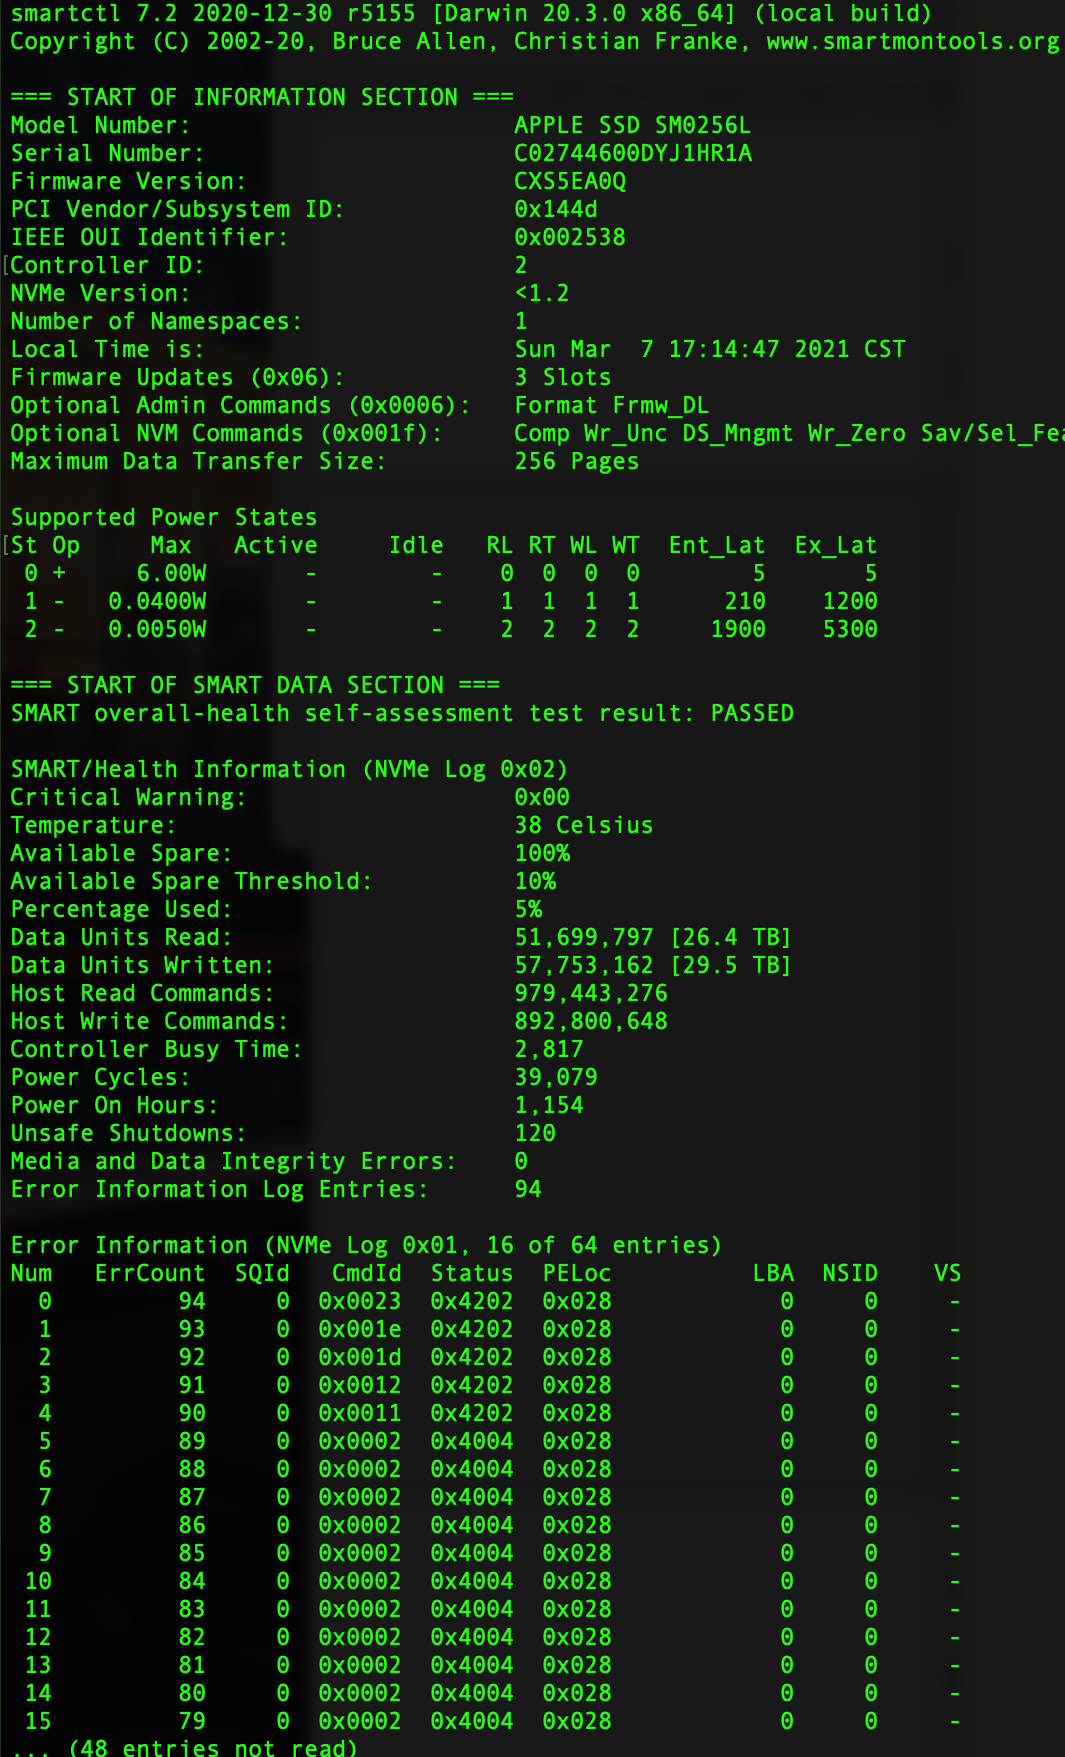 smartctl 7.2 2020-12-30 r5155 [Darwin 20.3.0 x86_64] (local build)
Copyright (C) 2002-20, Bruce Allen, Christian Franke, www.smartmontools.org

=== START OF INFORMATION SECTION ===
Model Number:                       APPLE SSD SM0256L
Serial Number:                      C02744600DYJ1HR1A
Firmware Version:                   CXS5EA0Q
PCI Vendor/Subsystem ID:            0x144d
IEEE OUI Identifier:                0x002538
[Controller ID:                      2
NVMe Version:                       <1.2
Number of Namespaces:               1
Local Time is:                      Sun Mar  7 17:14:47 2021 CST
Firmware Updates (0x06):            3 Slots
Optional Admin Commands (0x0006):   Format Frmw_DL
Optional NVM Commands (0x001f):     Comp Wr_Unc DS_Mngmt Wr_Zero Sav/Sel_Fea
Maximum Data Transfer Size:         256 Pages

Supported Power States
[St Op     Max   Active     Idle   RL RT WL WT  Ent_Lat  Ex_Lat
 0 +     6.00W       -        -    0  0  0  0        5       5
 1 -   0.0400W       -        -    1  1  1  1      210    1200
 2 -   0.0050W       -        -    2  2  2  2     1900    5300

=== START OF SMART DATA SECTION ===
SMART overall-health self-assessment test result: PASSED

SMART/Health Information (NVMe Log 0x02)
Critical Warning:                   0x00
Temperature:                        38 Celsius
Available Spare:                    100%
Available Spare Threshold:          10%
Percentage Used:                    5%
Data Units Read:                    51,699,797 [26.4 TB]
Data Units Written:                 57,753,162 [29.5 TB]
Host Read Commands:                 979,443,276
Host Write Commands:                892,800,648
Controller Busy Time:               2,817
Power Cycles:                       39,079
Power On Hours:                     1,154
Unsafe Shutdowns:                   120
Media and Data Integrity Errors:    0
Error Information Log Entries:      94

Error Information (NVMe Log 0x01, 16 of 64 entries)
Num   ErrCount  SQId   CmdId  Status  PELoc          LBA  NSID    VS
  0         94     0  0x0023  0x4202  0x028            0     0     -
  1         93     0  0x001e  0x4202  0x028            0     0     -
  2         92     0  0x001d  0x4202  0x028            0     0     -
  3         91     0  0x0012  0x4202  0x028            0     0     -
  4         90     0  0x0011  0x4202  0x028            0     0     -
  5         89     0  0x0002  0x4004  0x028            0     0     -
  6         88     0  0x0002  0x4004  0x028            0     0     -
  7         87     0  0x0002  0x4004  0x028            0     0     -
  8         86     0  0x0002  0x4004  0x028            0     0     -
  9         85     0  0x0002  0x4004  0x028            0     0     -
 10         84     0  0x0002  0x4004  0x028            0     0     -
 11         83     0  0x0002  0x4004  0x028            0     0     -
 12         82     0  0x0002  0x4004  0x028            0     0     -
 13         81     0  0x0002  0x4004  0x028            0     0     -
 14         80     0  0x0002  0x4004  0x028            0     0     -
 15         79     0  0x0002  0x4004  0x028            0     0     -
... (48 entries not read)